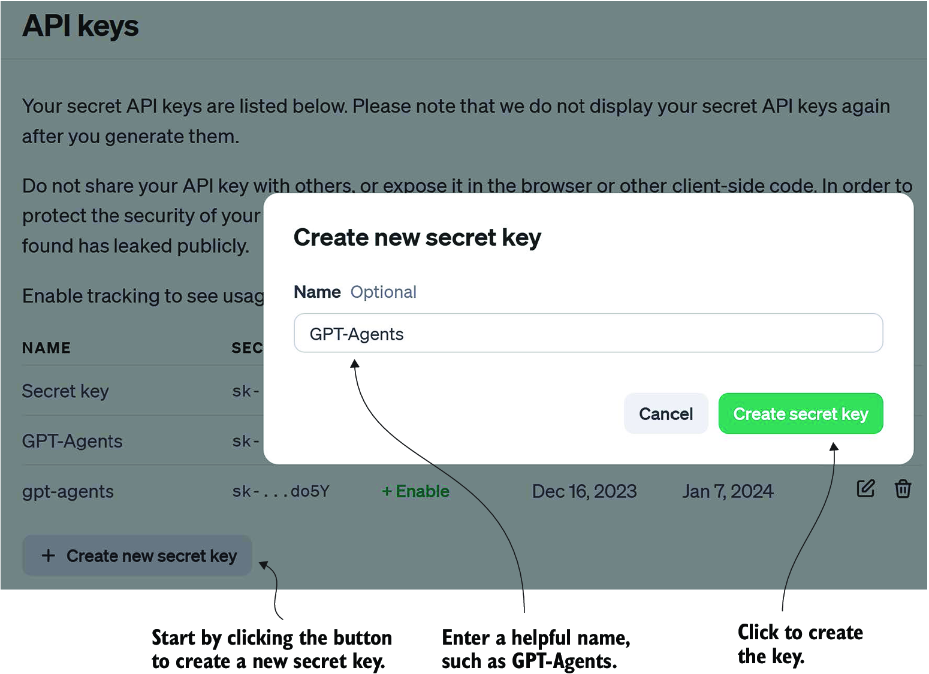 API keys
Your secret API keys are listed below. Please note that we do not display your secret API keys again
after you generate them.
Do not share your API key with others, or expose it in the browser or other client-side code. In order to
protect the security of your
found has leaked publicly.
Enable tracking to see usag
Create new secret key
Name Optional
GPT-Agents
Cancel
Create secret key
NAME SEC
Secret key sk-
GPT-Agents sk-
gpt-agents sk-...do5Y + Enable Dec 16, 2023 Jan 7, 2024
+ Create new secret key
Start by clicking the button
to create a new secret key.
Enter a helpful name,
such as GPT-Agents.
Click to create
the key.